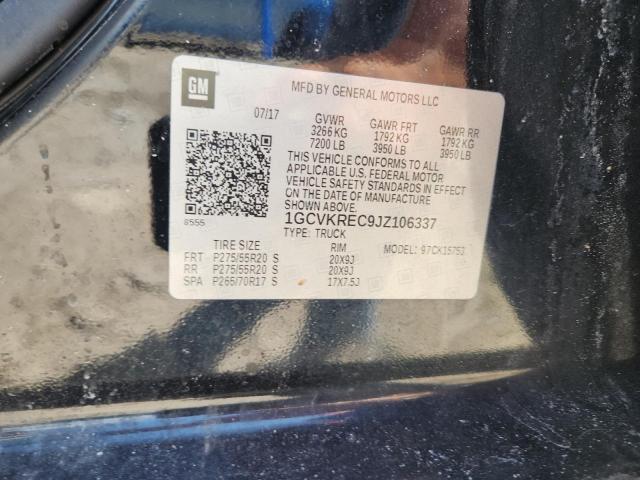 GM
MFD BY GENERAL MOTORS LLC
07/17
GVWR GAWR FRT GAWR RR
3266 KG 1792 KG 1792 KG
7200 LB 3950 LB 3950 LB
THIS VEHICLE CONFORMS TO ALL
APPLICABLE U.S. FEDERAL MOTOR
VEHICLE SAFETY STANDARDS IN EFFECT
ON THE DATE OF MANUFACTURE
SHOWN ABOVE.
8555
1GCVKREC9JZ106337
TYPE: TRUCK
TIRE SIZE RIM MODEL: 97CK15753
FRT P275/55R20 S 20X9J
RR P275/55R20 S 20X9J
SPA P265/70R17 S 17X7.5J